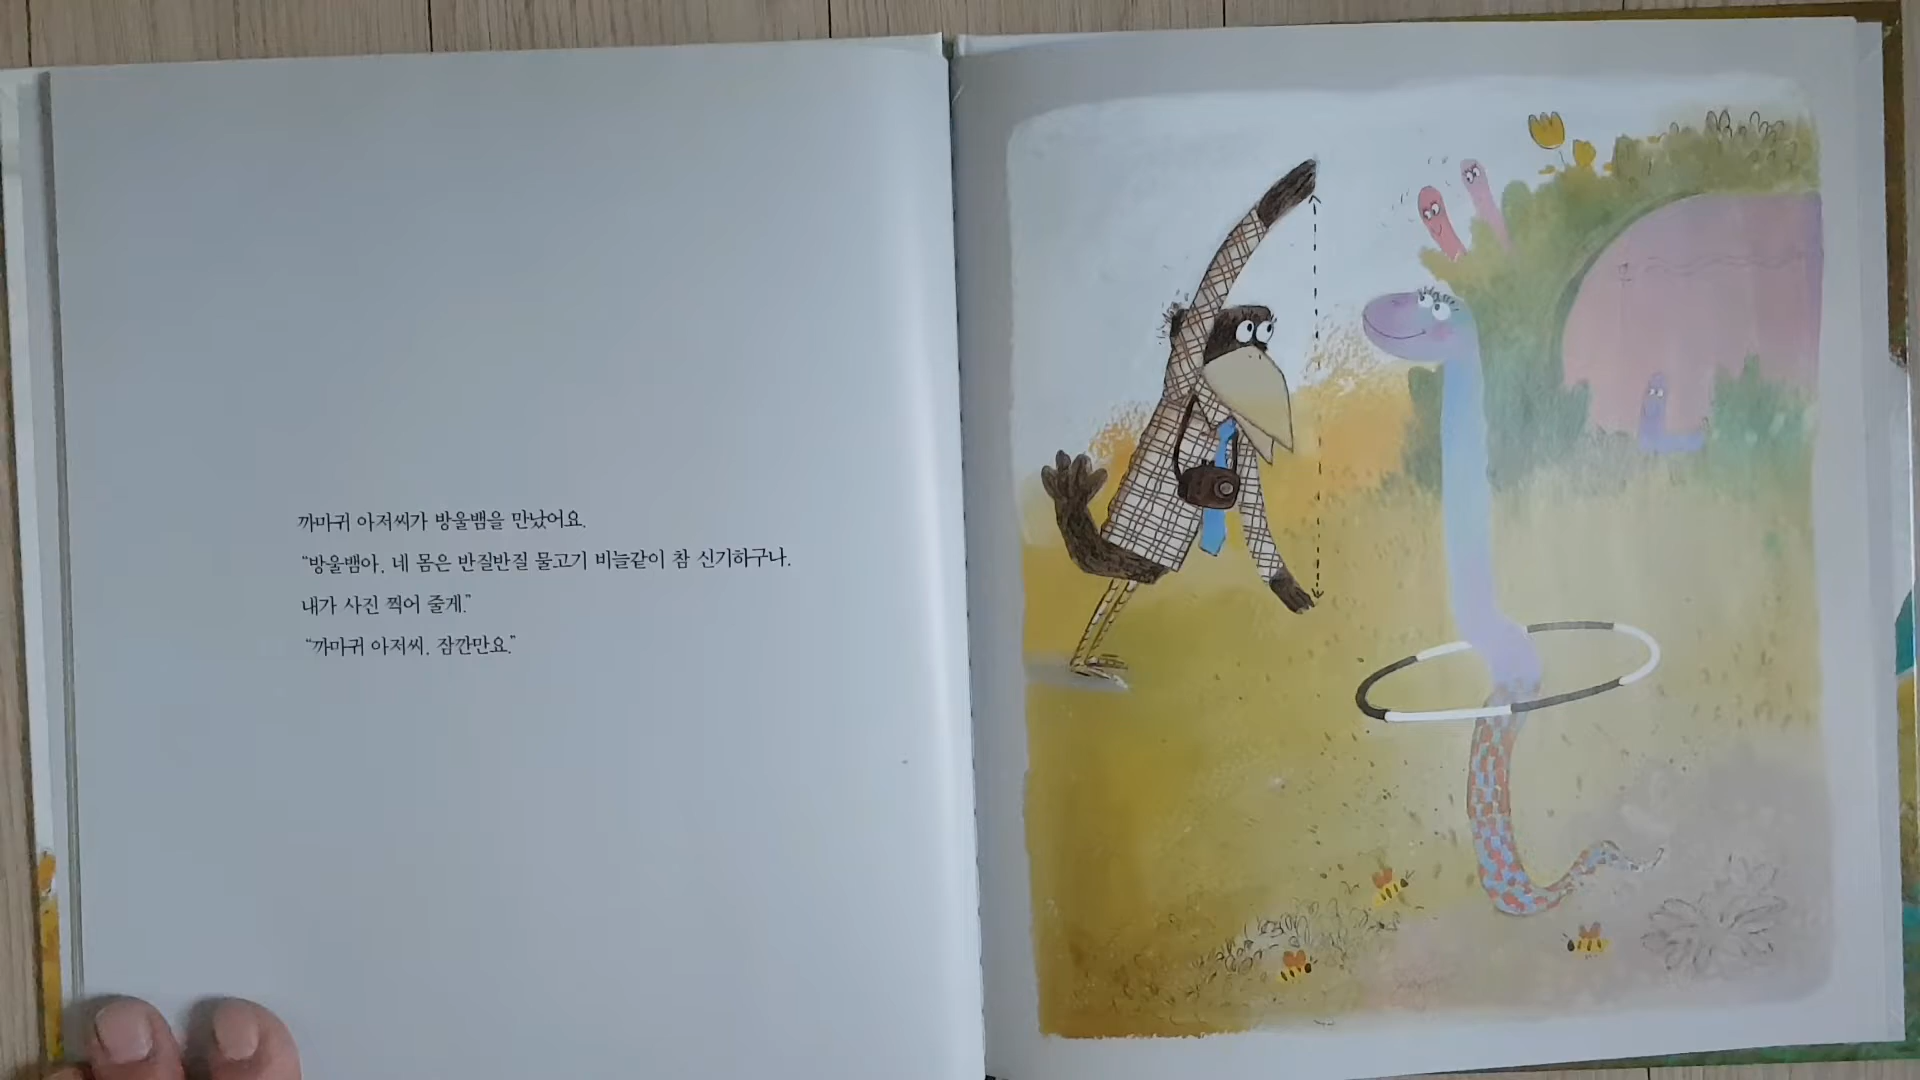 까마귀 아저씨가 방울뱀을 만났어요.
“방울뱀아, 네 몸은 반질반질 물고기 비늘같이 참 신기하구나.
내가 사진 찍어 줄게.”
“까마귀 아저씨, 잠깐만요.”